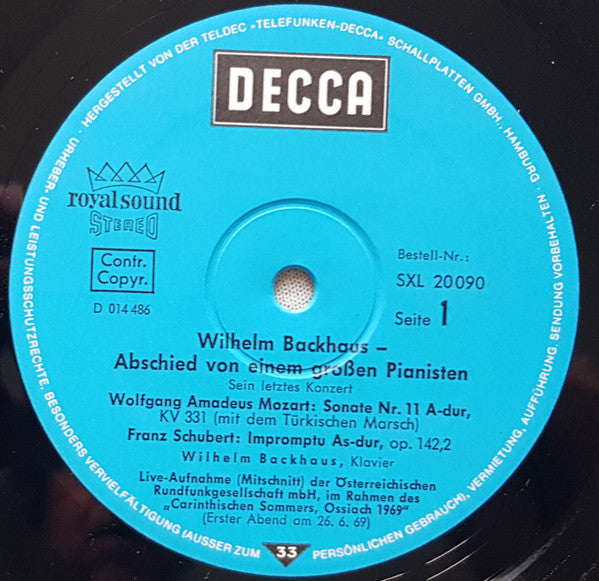 HERGESTELLT VON DER TELDEC »TELEFUNKEN-DECCA« SCHALLPLATTEN GMBH., HAMBURG ·
URHEBER- UND LEISTUNGSSCHUTZRECHTE, BESONDERS VERVIELFÄLTIGUNG (AUSSER ZUM PERSÖNLICHEN GEBRAUCH), VERMIETUNG, AUFFÜHRUNG, SENDUNG VORBEHALTEN ·
DECCA
royal sound
STEREO
Contr.
Copyr.
D 014 486
Bestell-Nr.:
SXL 20 090
Seite 1
Wilhelm Backhaus –
Abschied von einem großen Pianisten
Sein letztes Konzert
Wolfgang Amadeus Mozart: Sonate Nr. 11 A-dur,
KV 331 (mit dem Türkischen Marsch)
Franz Schubert: Impromptu As-dur, op. 142,2
Wilhelm Backhaus, Klavier
Live-Aufnahme (Mitschnitt) der Österreichischen
Rundfunkgesellschaft mbH, im Rahmen des
„Carinthischen Sommers, Ossiach 1969"
(Erster Abend am 26. 6. 69)
33